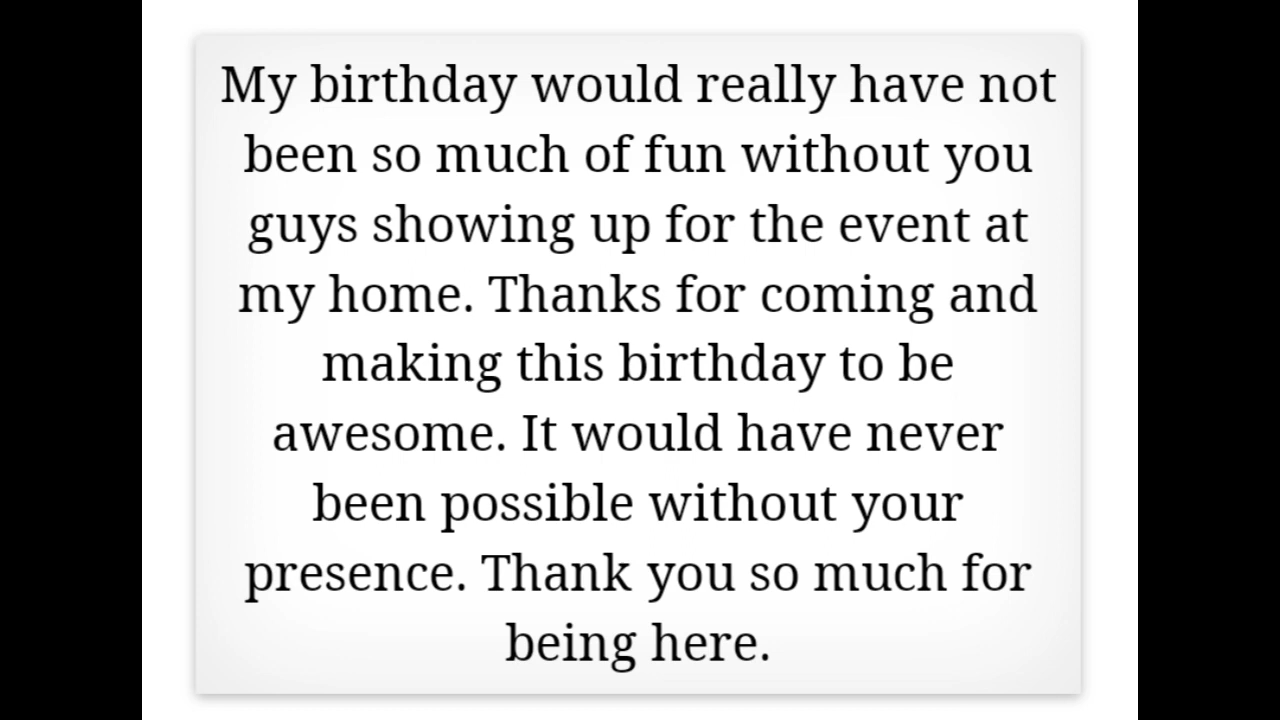 My birthday would really have not
been so much of fun without you
guys showing up for the event at
my home. Thanks for coming and
making this birthday to be
awesome. It would have never
been possible without your
presence. Thank you so much for
being here.